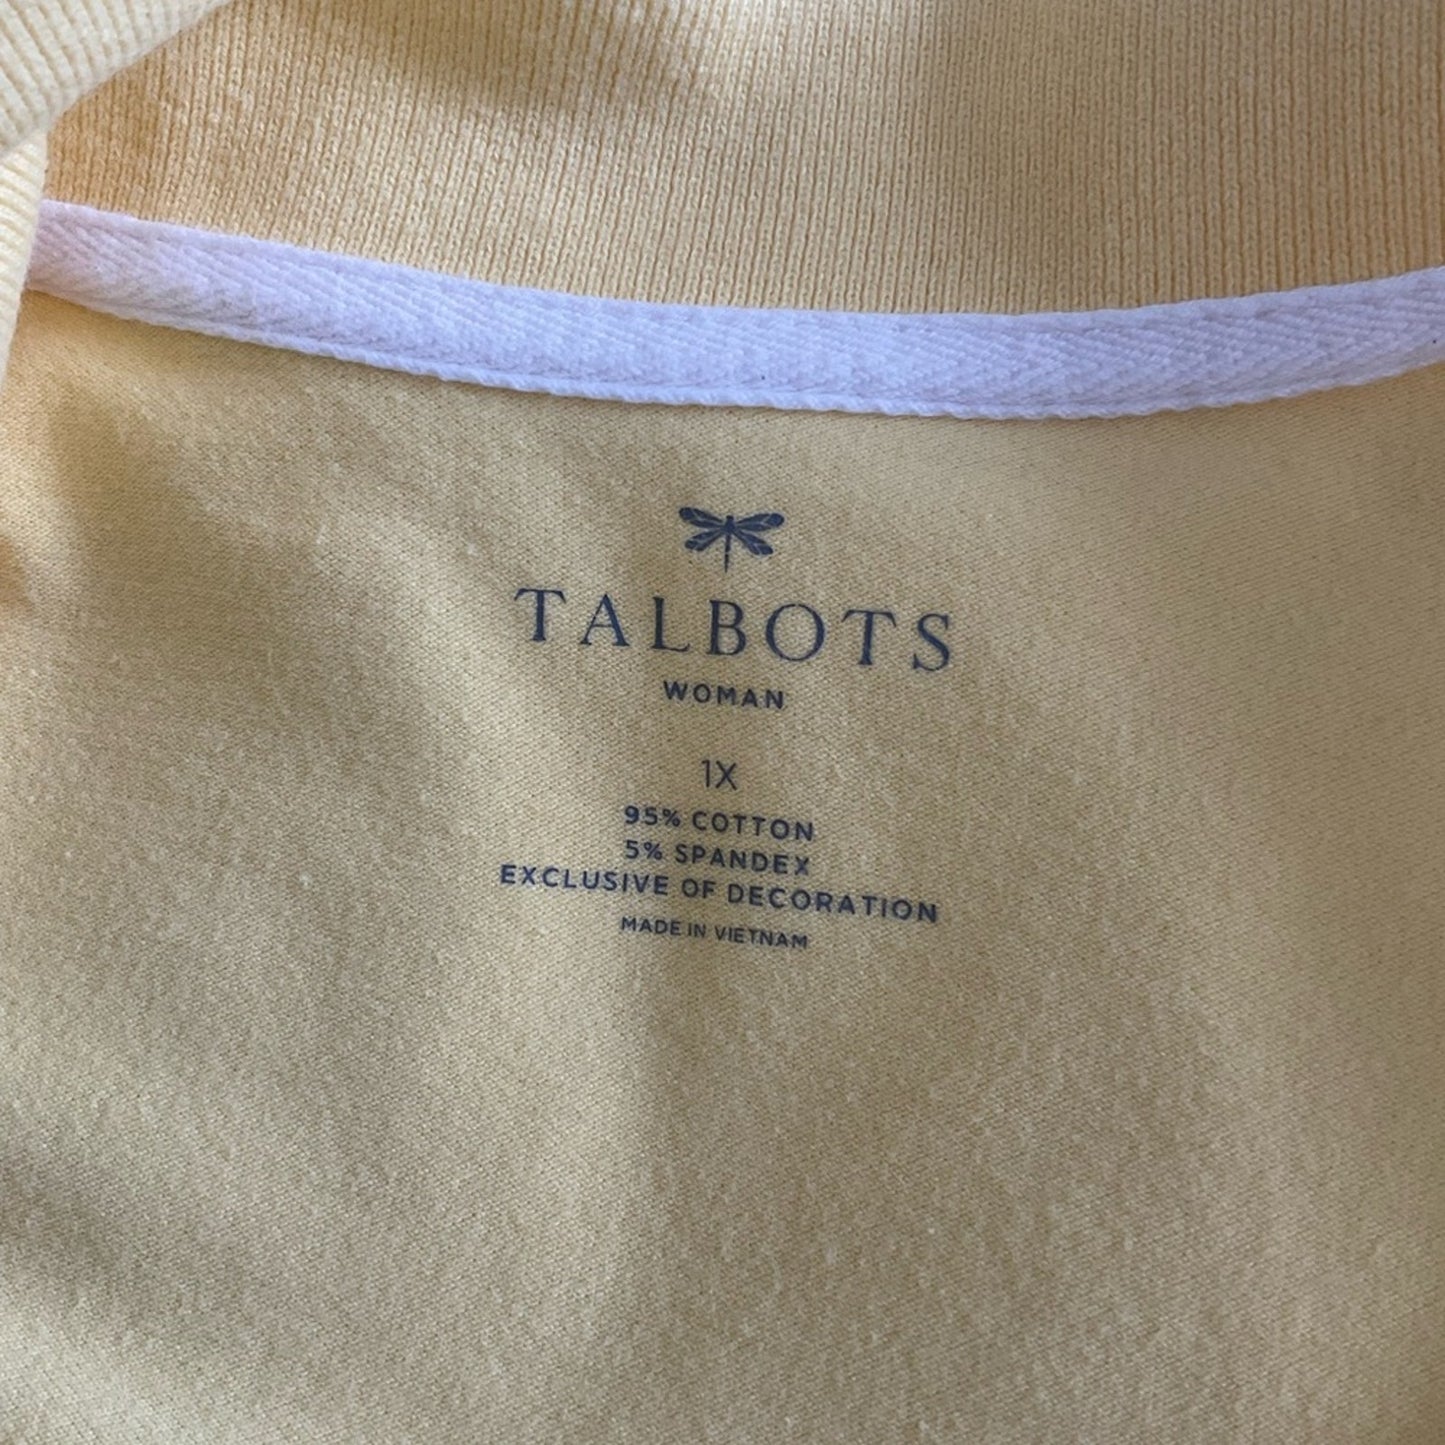 TALBOTS
WOMAN
1X
95% COTTON
5% SPANDEX
EXCLUSIVE OF DECORATION
MADE IN VIETNAM